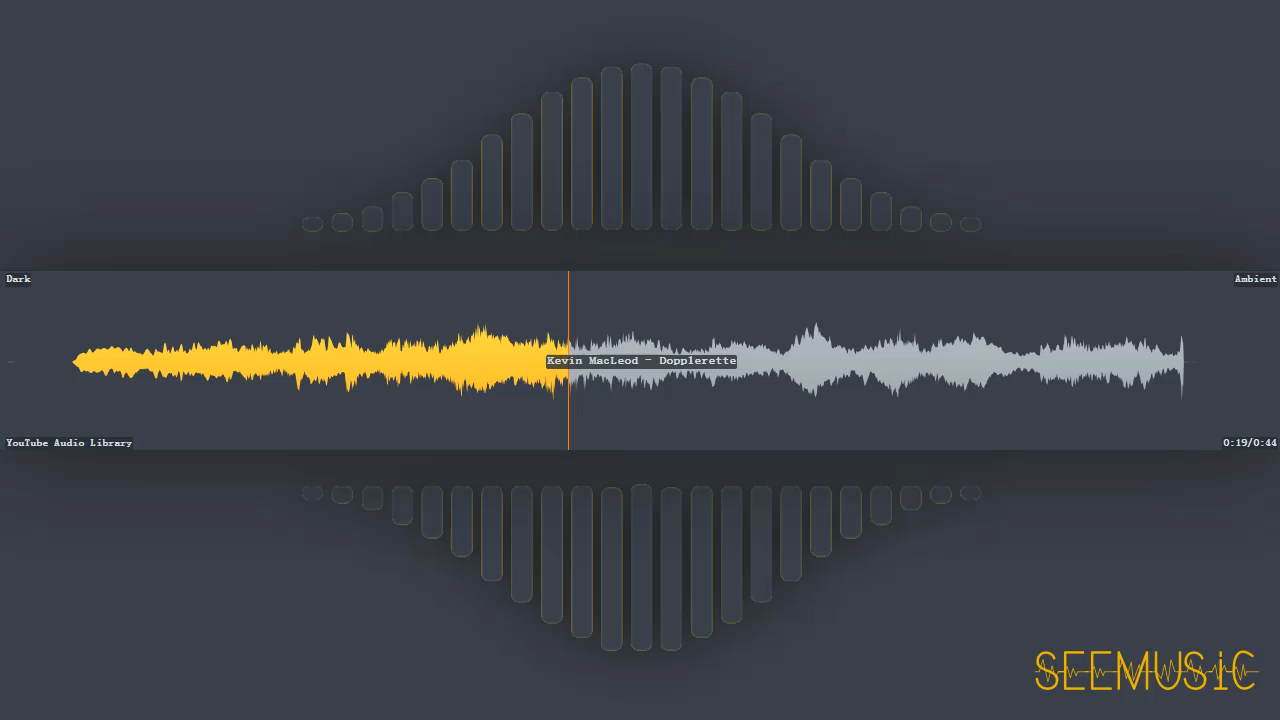 Dark
Ambient
Kevin MacLeod - Dopplerette
YouTube Audio Library
0:19/0:44
SEEMUSiC